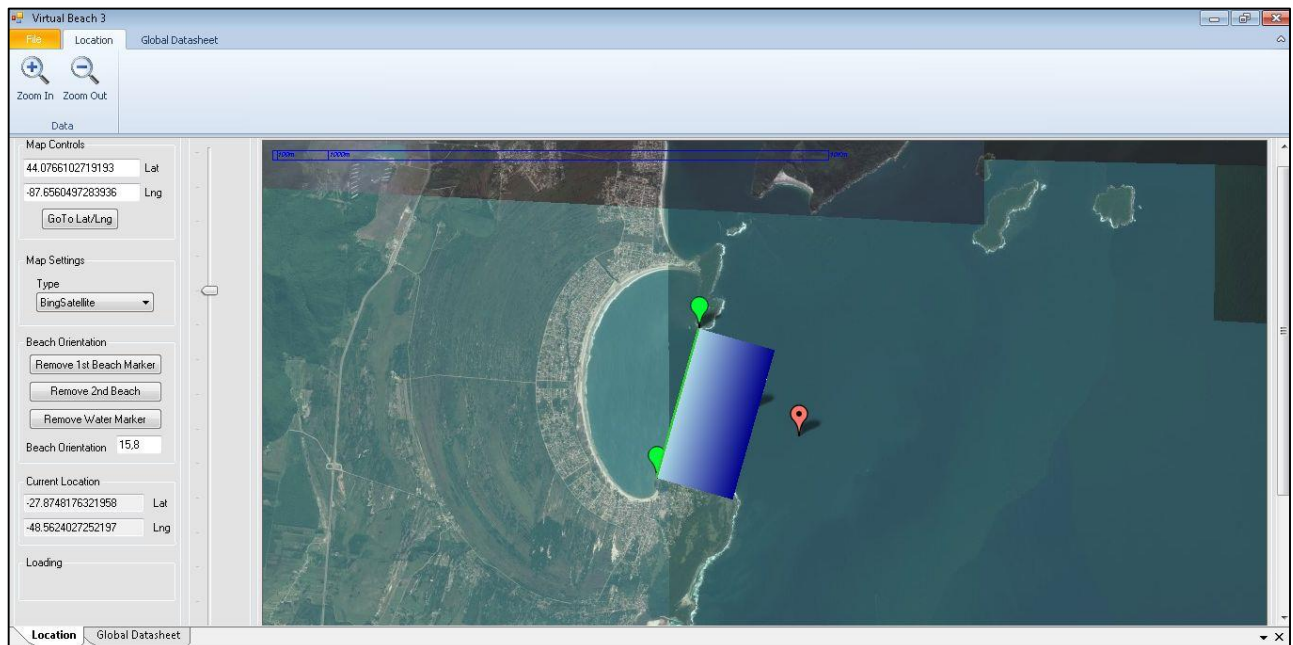 Virtual Beach 3
File Location Global Datasheet
Zoom In Zoom Out
Data
Map Controls
44.0766102719193 Lat
-87.6560497283936 Lng
GoTo Lat/Lng
Map Settings
Type
BingSatellite
Beach Orientation
Remove 1st Beach Marker
Remove 2nd Beach
Remove Water Marker
Beach Orientation 15,8
Current Location
-27.8748176321958 Lat
-48.5624027252197 Lng
Loading
100m 1000m
Location Global Datasheet